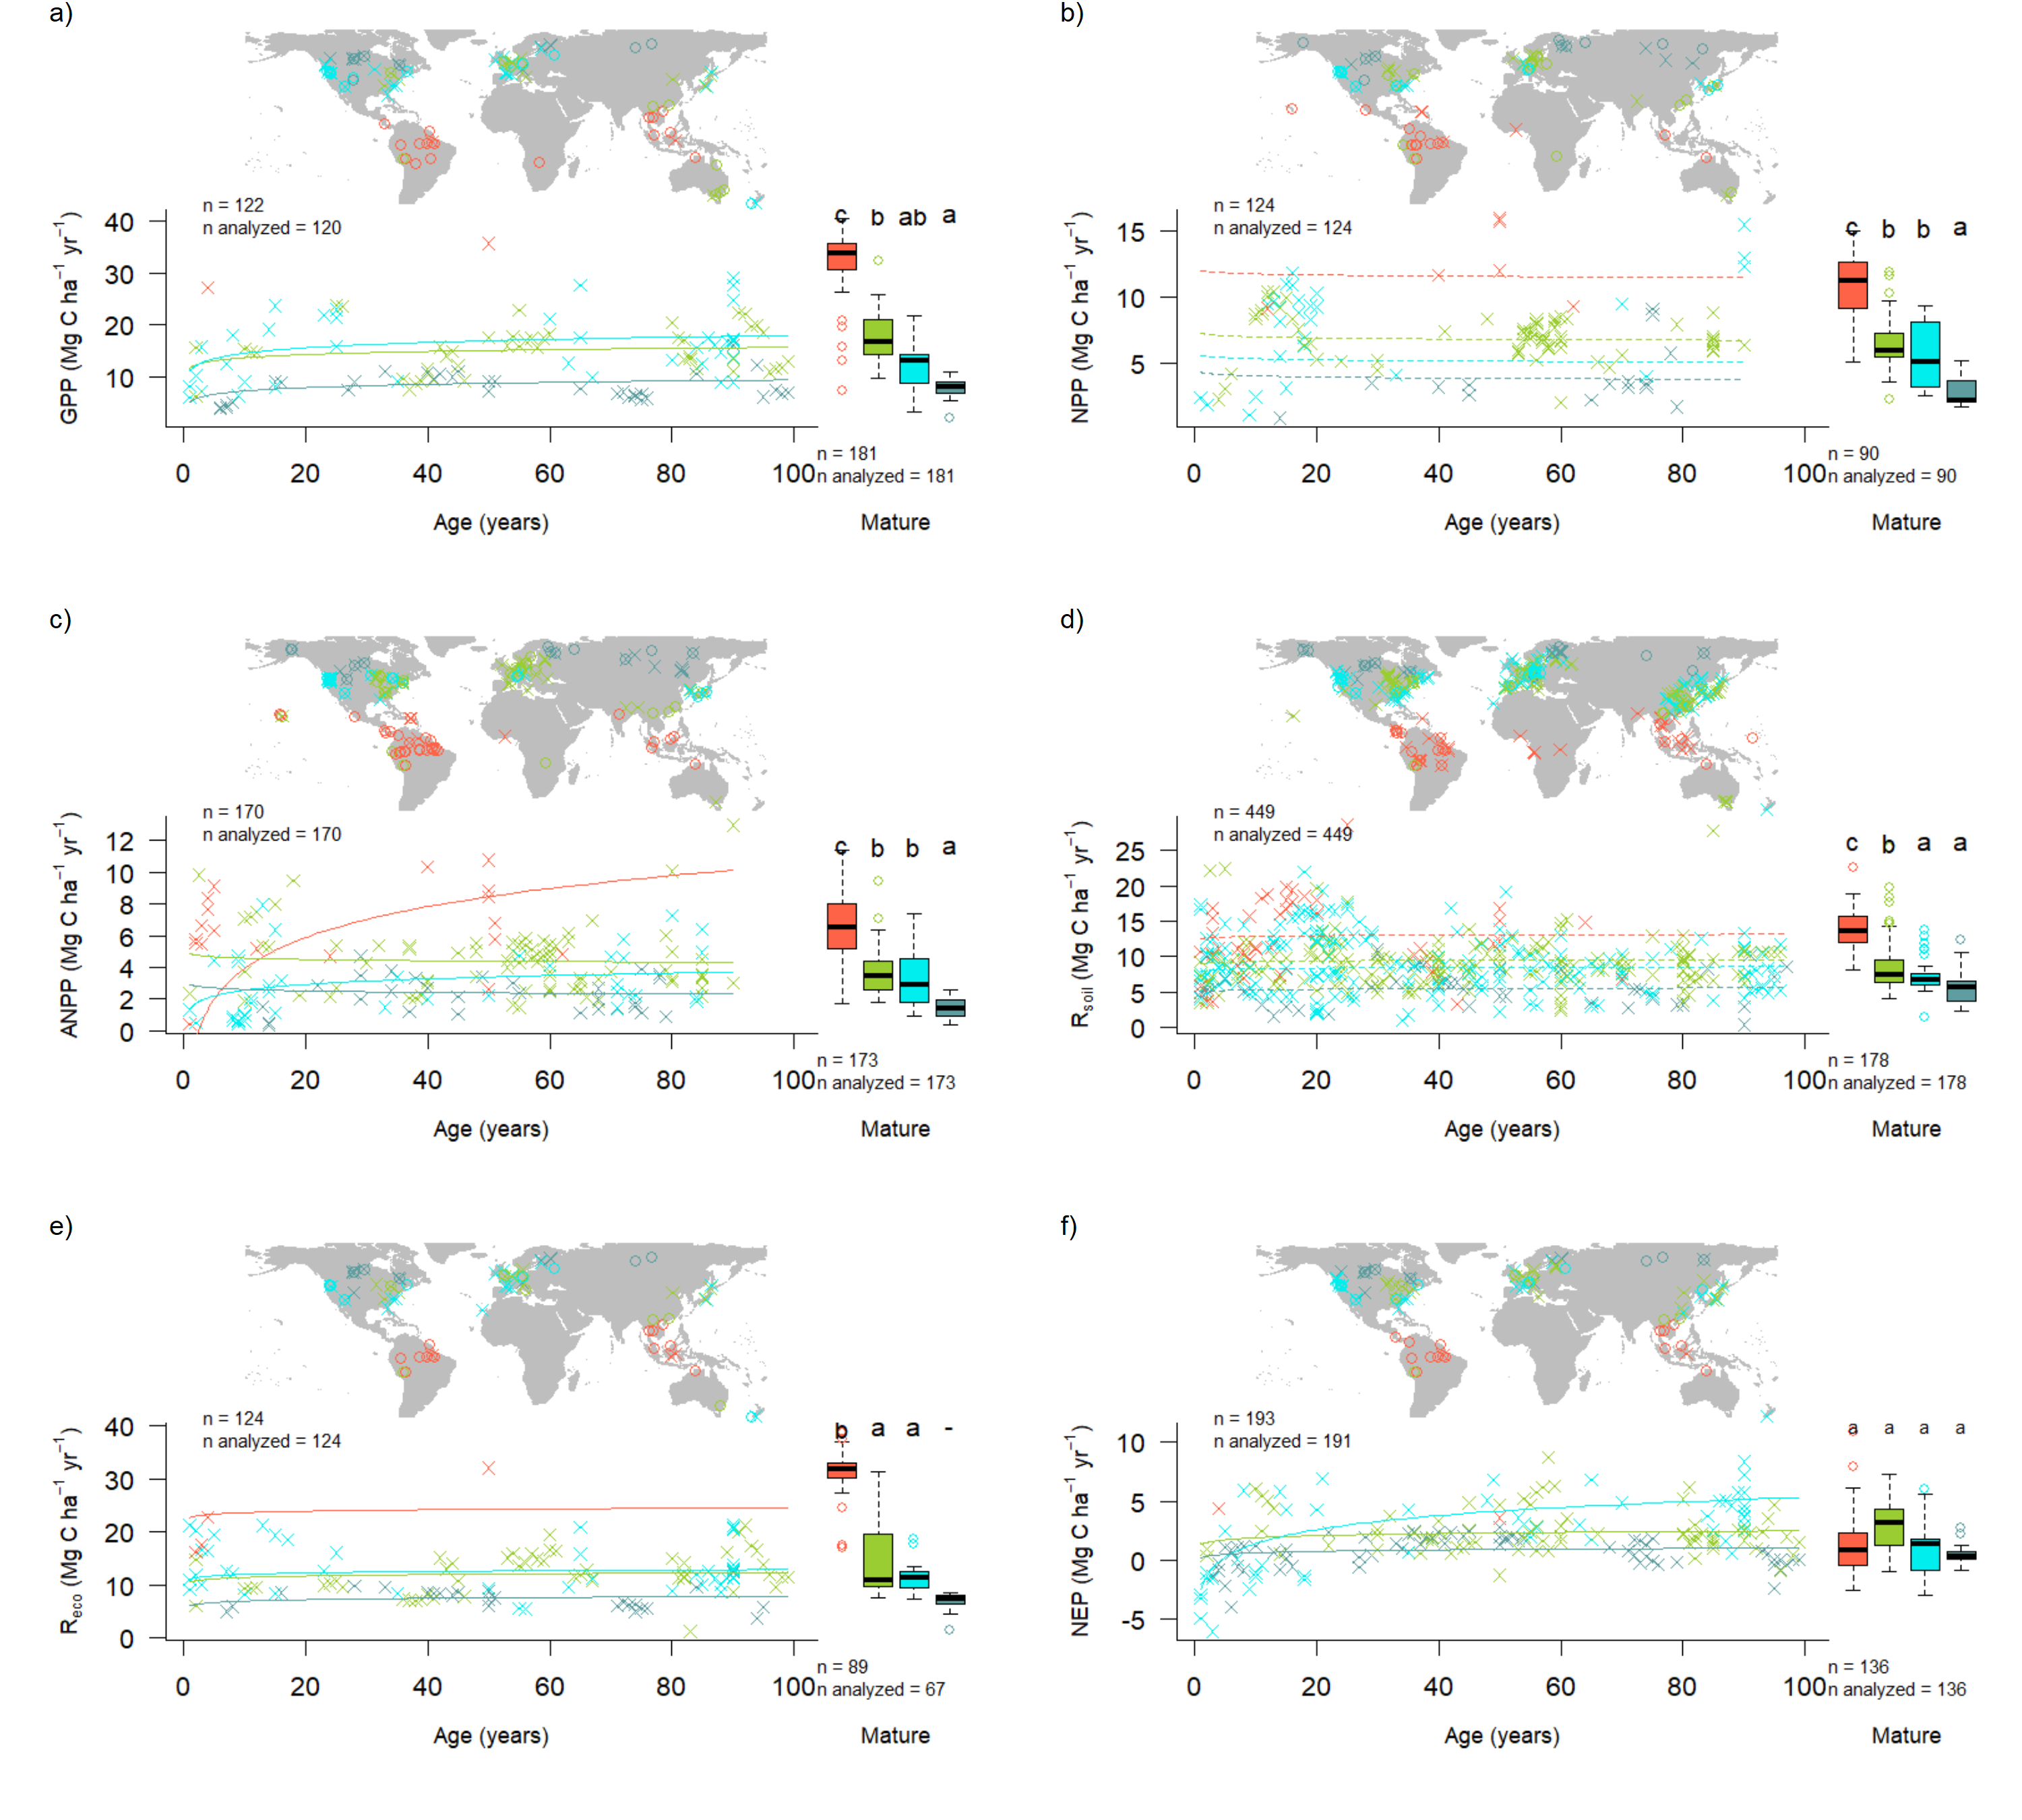 a)
n = 122
n analyzed = 120
GPP (Mg C ha⁻¹ yr⁻¹)
40
30
20
10
0 20 40 60 80 100
Age (years)
c b ab a
n = 181
n analyzed = 181
Mature
b)
n = 124
n analyzed = 124
NPP (Mg C ha⁻¹ yr⁻¹)
15
10
5
0 20 40 60 80 100
Age (years)
c b b a
n = 90
n analyzed = 90
Mature
c)
n = 170
n analyzed = 170
ANPP (Mg C ha⁻¹ yr⁻¹)
12
10
8
6
4
2
0
0 20 40 60 80 100
Age (years)
c b b a
n = 173
n analyzed = 173
Mature
d)
n = 449
n analyzed = 449
Rsoil (Mg C ha⁻¹ yr⁻¹)
25
20
15
10
5
0
0 20 40 60 80 100
Age (years)
c b a a
n = 178
n analyzed = 178
Mature
e)
n = 124
n analyzed = 124
Reco (Mg C ha⁻¹ yr⁻¹)
40
30
20
10
0
0 20 40 60 80 100
Age (years)
b a a -
n = 89
n analyzed = 67
Mature
f)
n = 193
n analyzed = 191
NEP (Mg C ha⁻¹ yr⁻¹)
10
5
0
-5
0 20 40 60 80 100
Age (years)
a a a a
n = 136
n analyzed = 136
Mature